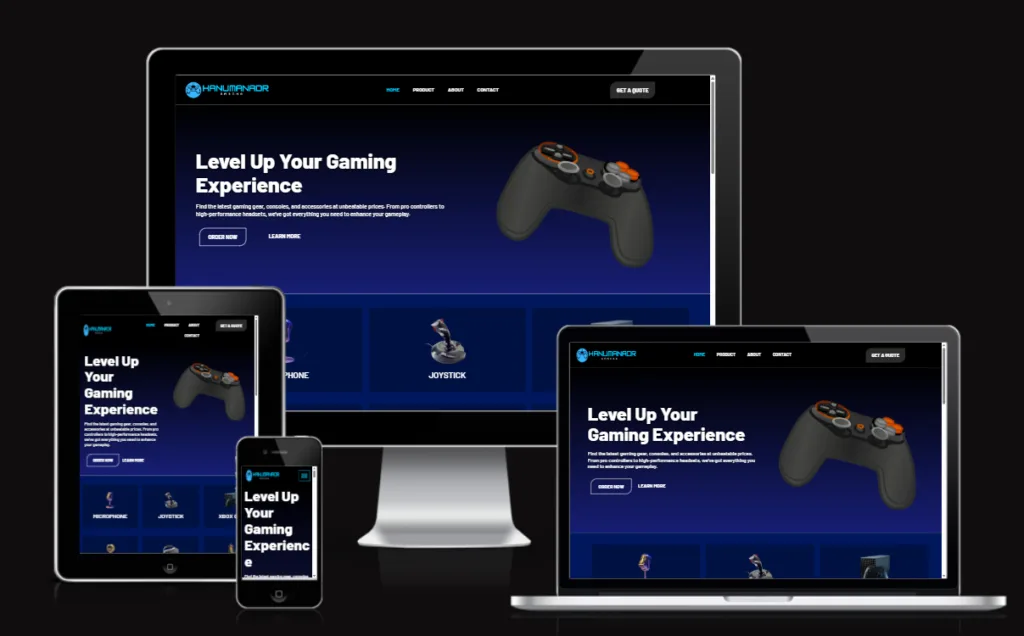 HANUMANADR
HOME PRODUCT ABOUT CONTACT
GET A QUOTE
Level Up Your Gaming
Experience
Find the latest gaming gear, consoles, and accessories at unbeatable prices. From pro controllers to
high-performance headsets, we've got everything you need to enhance your gameplay.
ORDER NOW LEARN MORE
PHONE
JOYSTICK
HOME PRODUCT ABOUT
CONTACT
GET A QUOTE
Level Up
Your
Gaming
Experience
Find the latest gaming gear, consoles, and
accessories at unbeatable prices. From pro
controllers to high-performance headsets,
we've got everything you need to enhance
your gameplay.
ORDER NOW LEARN MORE
MICROPHONE
JOYSTICK
XBOX
Level Up
Your
Gaming
Experienc
e
Find the latest gaming gear, consoles,
HANUMANADR
HOME PRODUCT ABOUT CONTACT
GET A QUOTE
Level Up Your
Gaming Experience
Find the latest gaming gear, consoles, and accessories at unbeatable prices.
From pro controllers to high-performance headsets, we've got everything you
need to enhance your gameplay.
ORDER NOW LEARN MORE